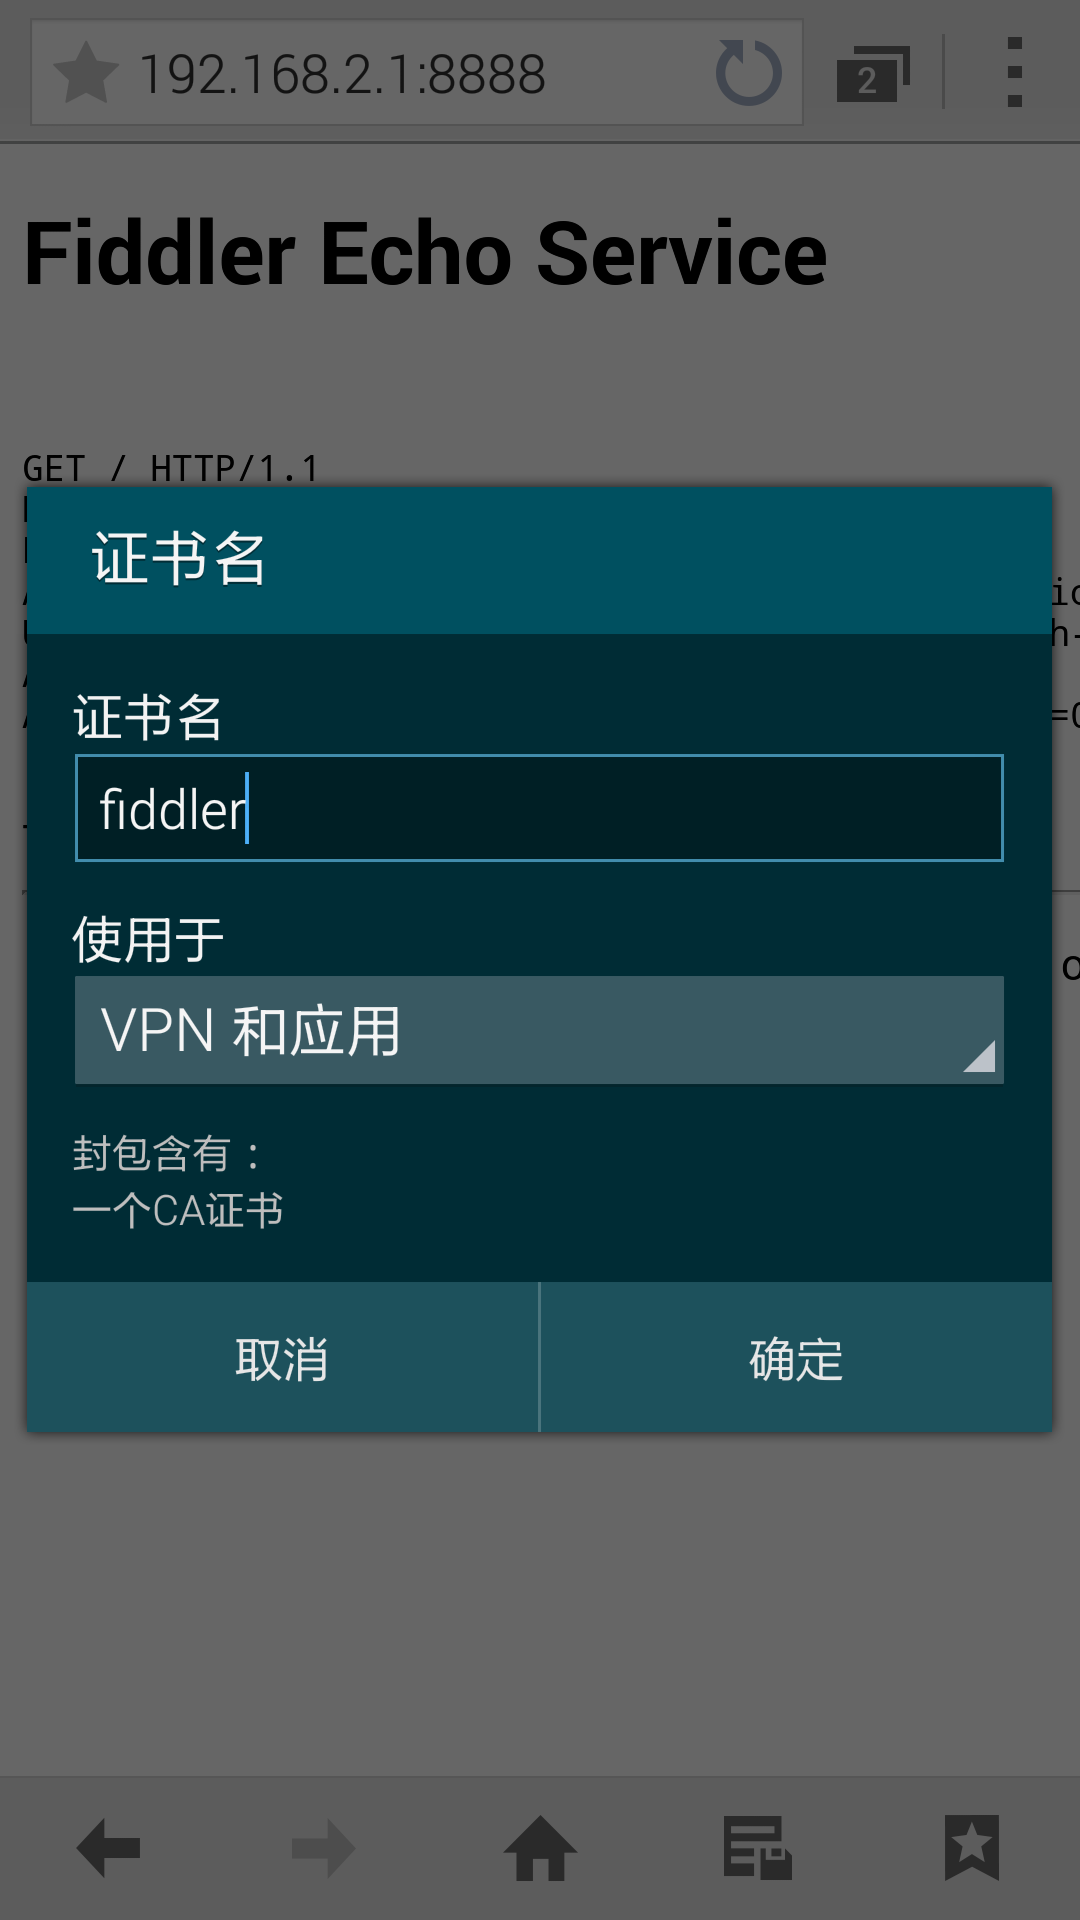 192.168.2.1:8888
2
Fiddler Echo Service
GET / HTTP/1.1
证书名
证书名
fiddler
使用于
VPN 和应用
封包含有：
一个CA证书
取消
确定